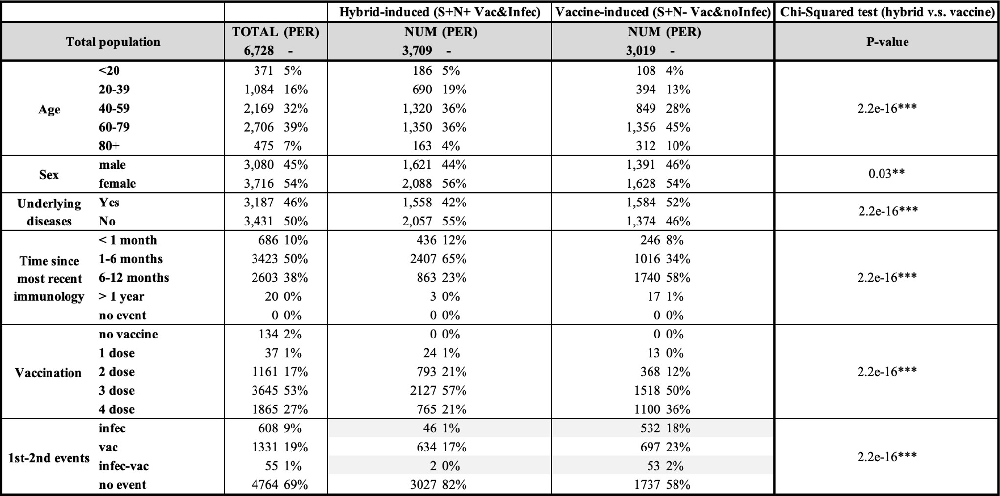 Hybrid-induced (S+N+ Vac&Infec) Vaccine-induced (S+N- Vac&noInfec) Chi-Squared test (hybrid v.s. vaccine)
Total population TOTAL (PER) NUM (PER) NUM (PER) P-value
6,728 - 3,709 - 3,019 -
Age <20 371 5% 186 5% 108 4% 2.2e-16***
20-39 1,084 16% 690 19% 394 13%
40-59 2,169 32% 1,320 36% 849 28%
60-79 2,706 39% 1,350 36% 1,356 45%
80+ 475 7% 163 4% 312 10%
Sex male 3,080 45% 1,621 44% 1,391 46% 0.03**
female 3,716 54% 2,088 56% 1,628 54%
Underlying diseases Yes 3,187 46% 1,558 42% 1,584 52% 2.2e-16***
No 3,431 50% 2,057 55% 1,374 46%
Time since most recent immunology < 1 month 686 10% 436 12% 246 8% 2.2e-16***
1-6 months 3423 50% 2407 65% 1016 34%
6-12 months 2603 38% 863 23% 1740 58%
> 1 year 20 0% 3 0% 17 1%
no event 0 0% 0 0% 0 0%
Vaccination no vaccine 134 2% 0 0% 0 0% 2.2e-16***
1 dose 37 1% 24 1% 13 0%
2 dose 1161 17% 793 21% 368 12%
3 dose 3645 53% 2127 57% 1518 50%
4 dose 1865 27% 765 21% 1100 36%
1st-2nd events infec 608 9% 46 1% 532 18% 2.2e-16***
vac 1331 19% 634 17% 697 23%
infec-vac 55 1% 2 0% 53 2%
no event 4764 69% 3027 82% 1737 58%